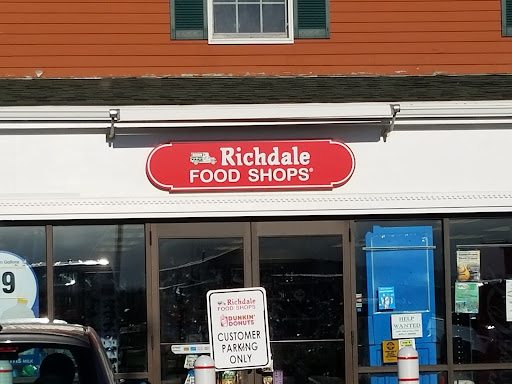 Richdale
FOOD SHOPS®
9
Richdale
FOOD SHOPS
DUNKIN'
DONUTS
CUSTOMER
PARKING
ONLY
HELP
WANTED